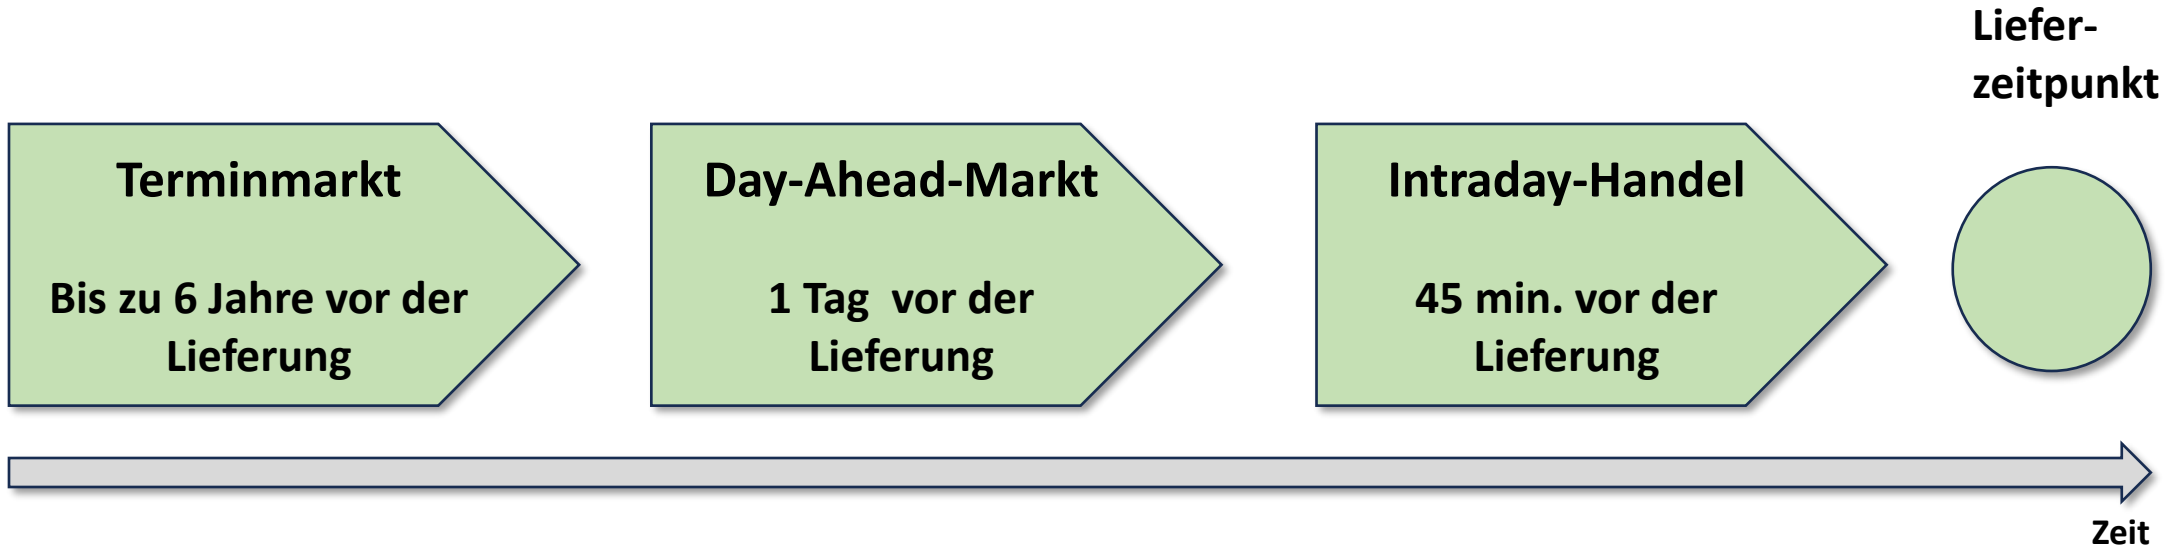 Liefer-
zeitpunkt
Terminmarkt
Bis zu 6 Jahre vor der
Lieferung
Day-Ahead-Markt
1 Tag  vor der
Lieferung
Intraday-Handel
45 min. vor der
Lieferung
Zeit